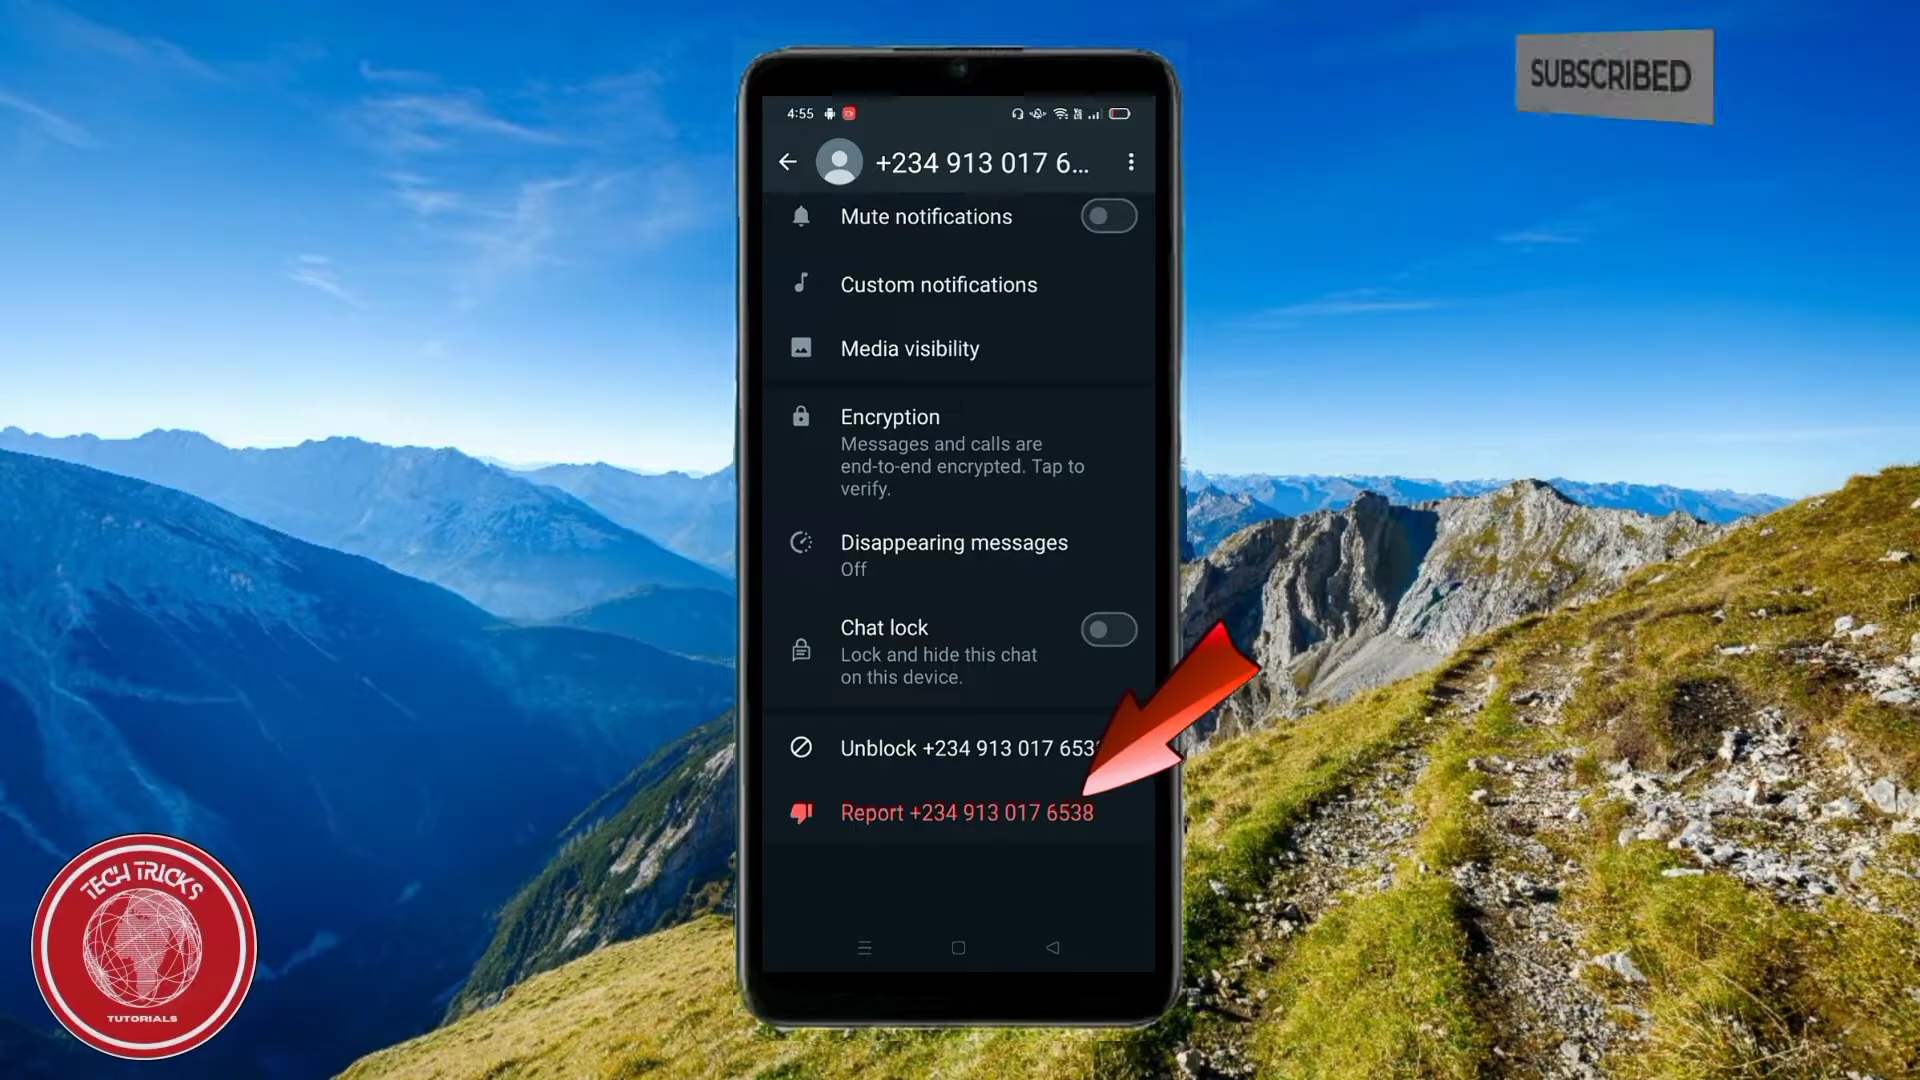 SUBSCRIBED
4:55
+234 913 017 6...
Mute notifications
Custom notifications
Media visibility
Encryption
Messages and calls are
end-to-end encrypted. Tap to
verify.
Disappearing messages
Off
Chat lock
Lock and hide this chat
on this device.
Unblock +234 913 017 653
Report +234 913 017 6538
TECH TRICKS
TUTORIALS